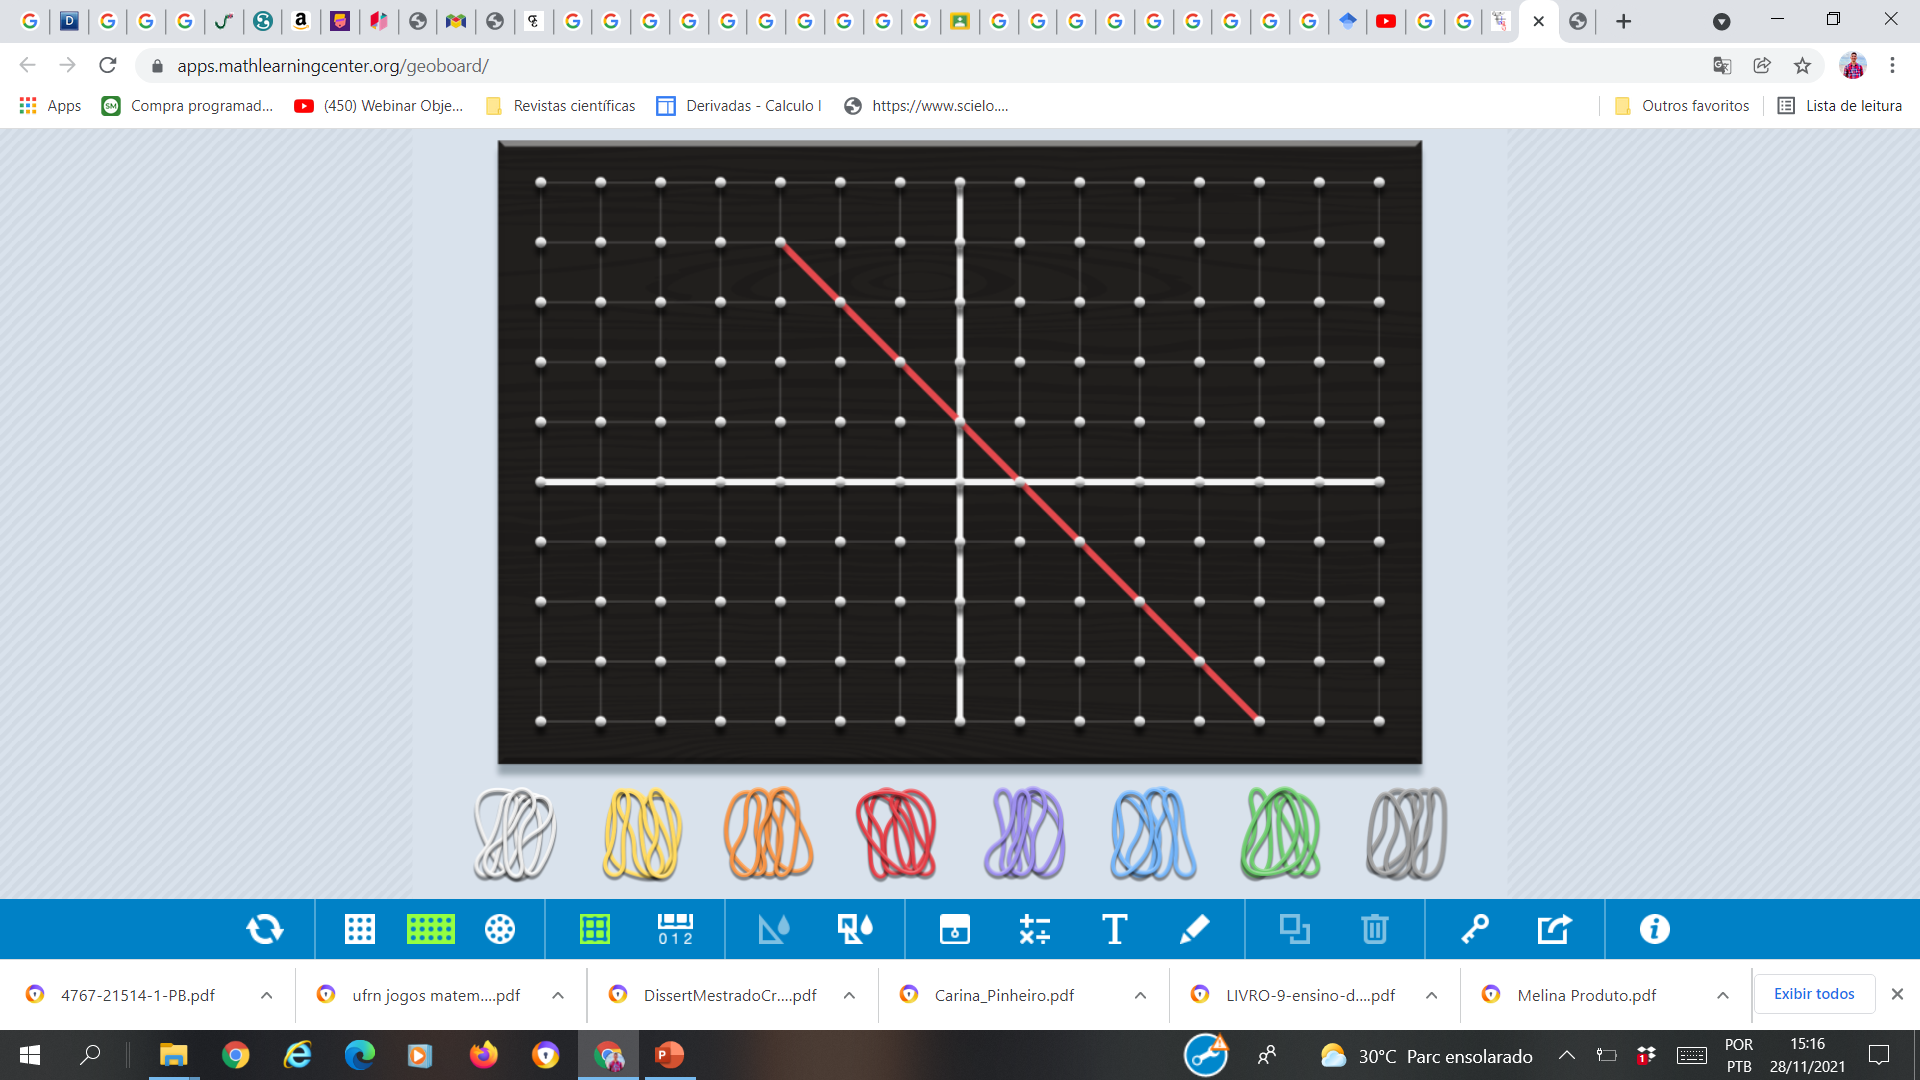 apps.mathlearningcenter.org/geoboard/
Apps
Compra programad...
(450) Webinar Obje...
Revistas científicas
Derivadas - Calculo I
https://www.scielo....
Outros favoritos
Lista de leitura
0 1 2
T
4767-21514-1-PB.pdf
ufrn jogos matem....pdf
DissertMestradoCr....pdf
Carina_Pinheiro.pdf
LIVRO-9-ensino-d....pdf
Melina Produto.pdf
Exibir todos
30°C Parc ensolarado
POR
PTB
15:16
28/11/2021